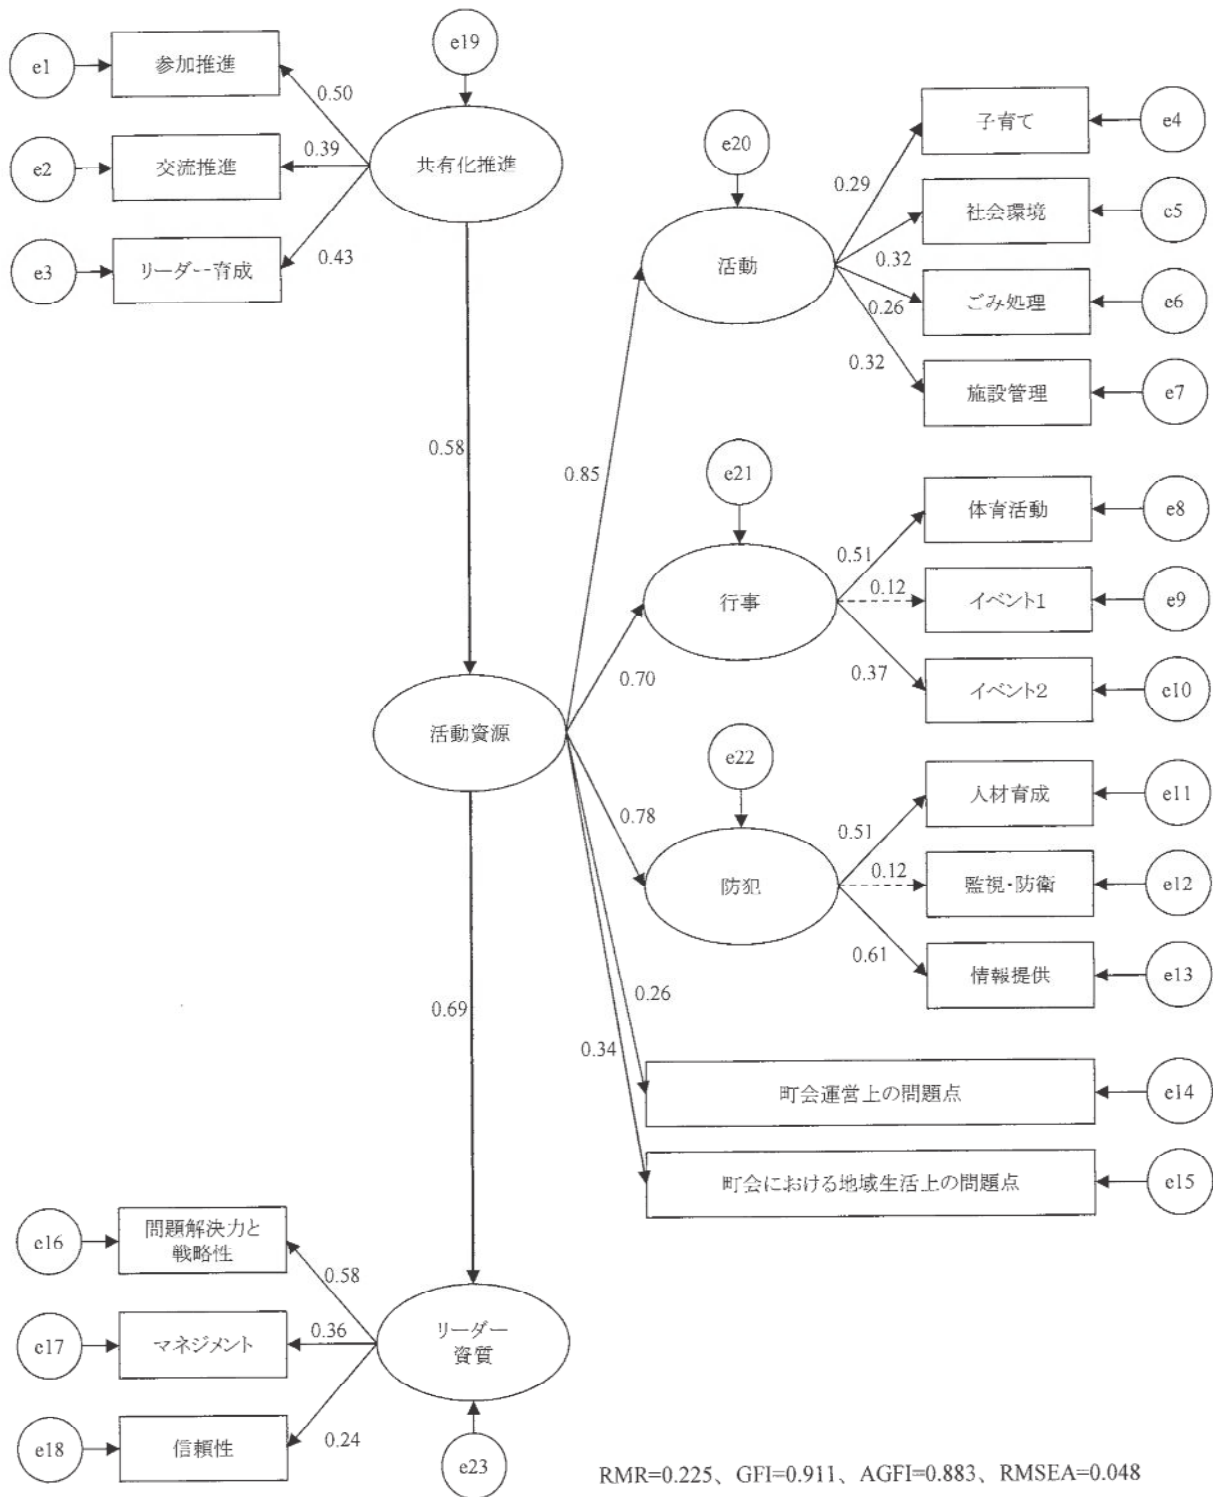 e19
e1
参加推進
0.50
e2
交流推進
0.39
共有化推進
e3
リーダー育成
0.43
e20
子育て
e4
0.29
社会環境
c5
活動
0.32
ごみ処理
e6
0.26
0.32
施設管理
e7
0.58
0.85
e21
体育活動
e8
0.51
行事
0.12
イベント1
e9
0.37
イベント2
e10
0.70
活動資源
e22
人材育成
e11
0.78
0.51
防犯
0.12
監視・防衛
e12
0.61
情報提供
e13
0.69
0.26
0.34
町会運営上の問題点
e14
町会における地域生活上の問題点
e15
e16
問題解決力と
戦略性
0.58
e17
マネジメント
0.36
リーダー
資質
e18
信頼性
0.24
e23
RMR=0.225、GFI=0.911、AGFI=0.883、RMSEA=0.048